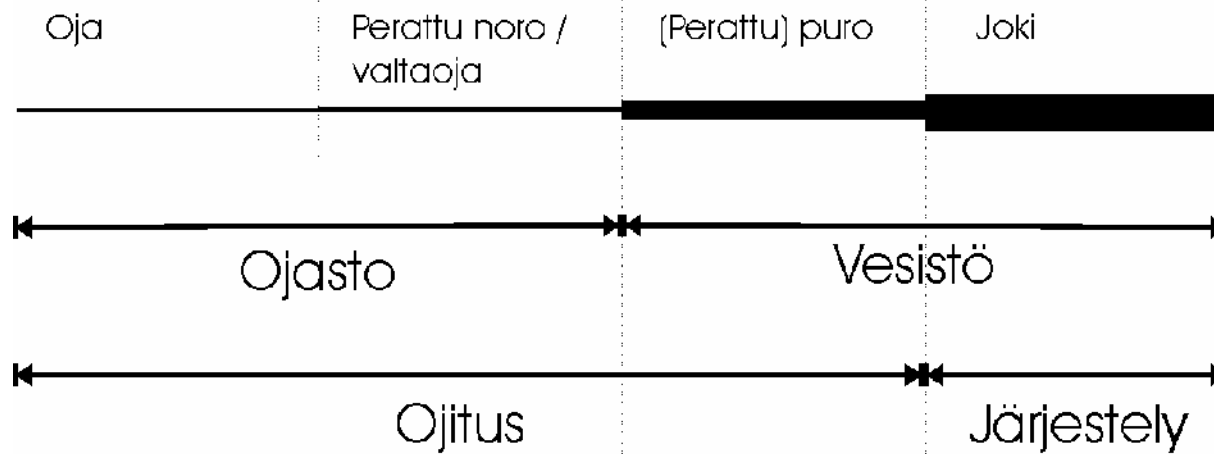 Oja
Perattu noro /
valtaoja
(Perattu) puro
Joki
Ojasto
Vesistö
Ojitus
Järjestely